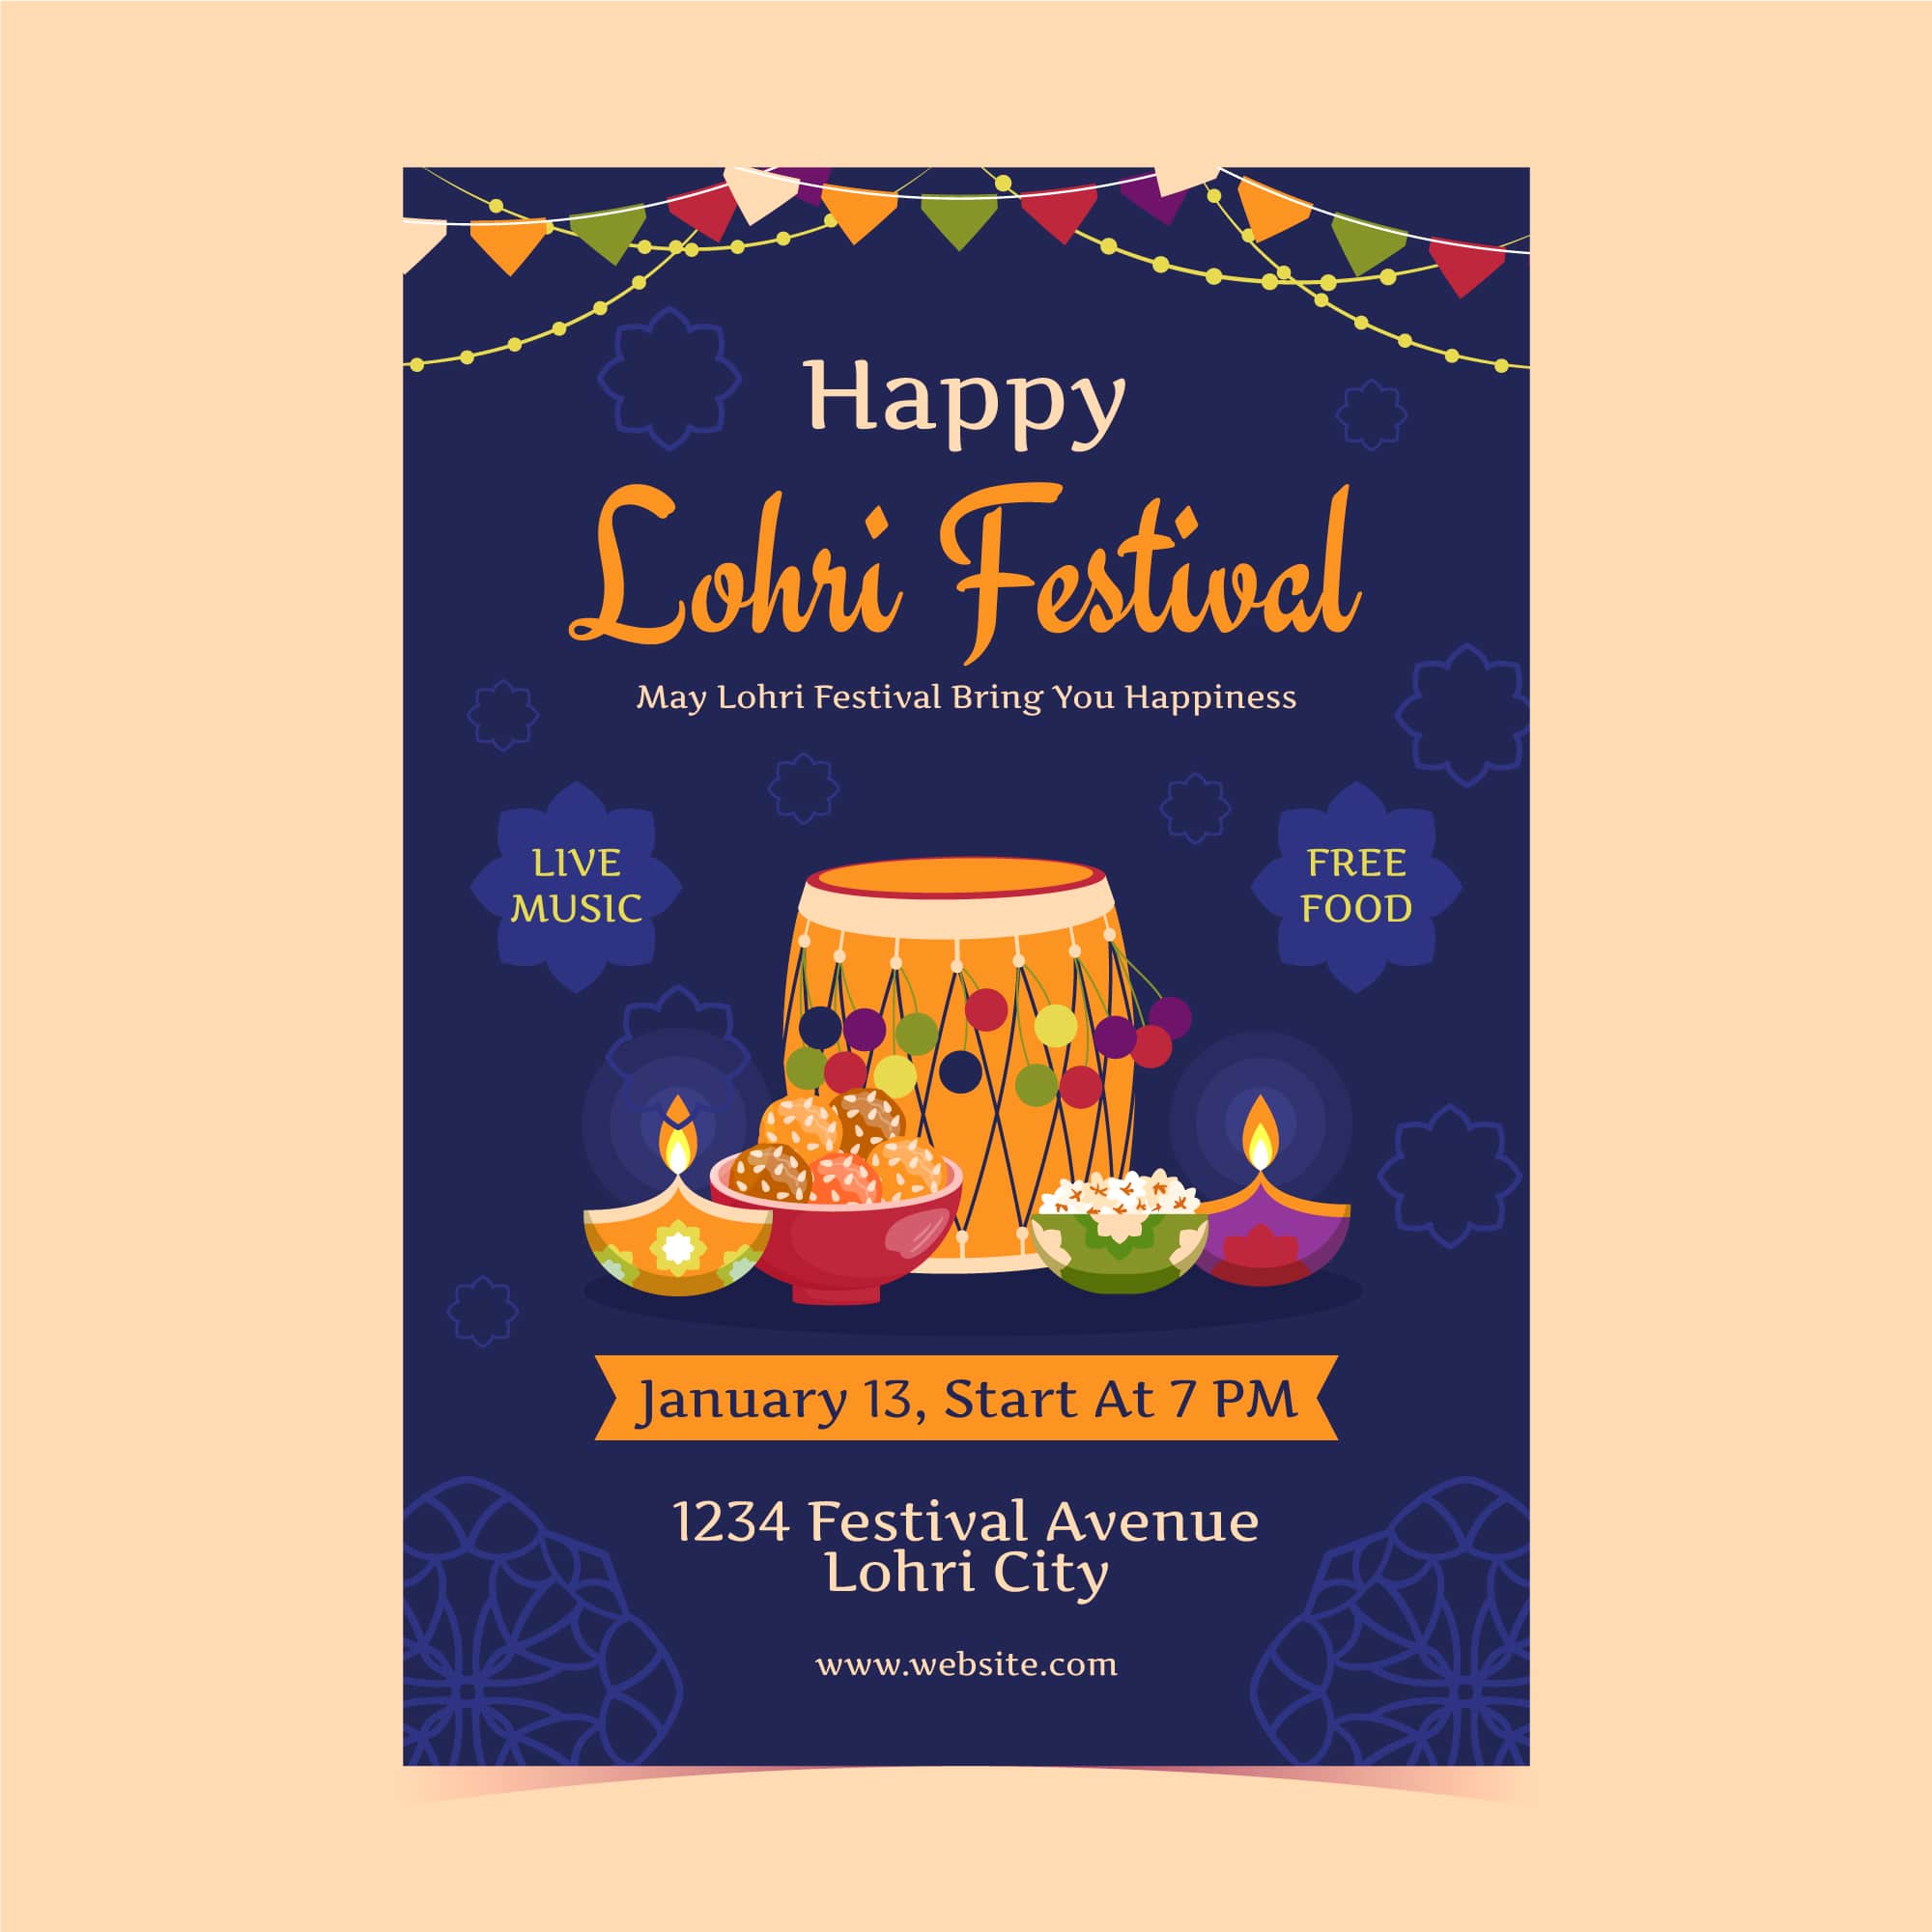 Happy
Lohri Festival
May Lohri Festival Bring You Happiness
LIVE
MUSIC
FREE
FOOD
January 13, Start At 7 PM
1234 Festival Avenue
Lohri City
www.website.com